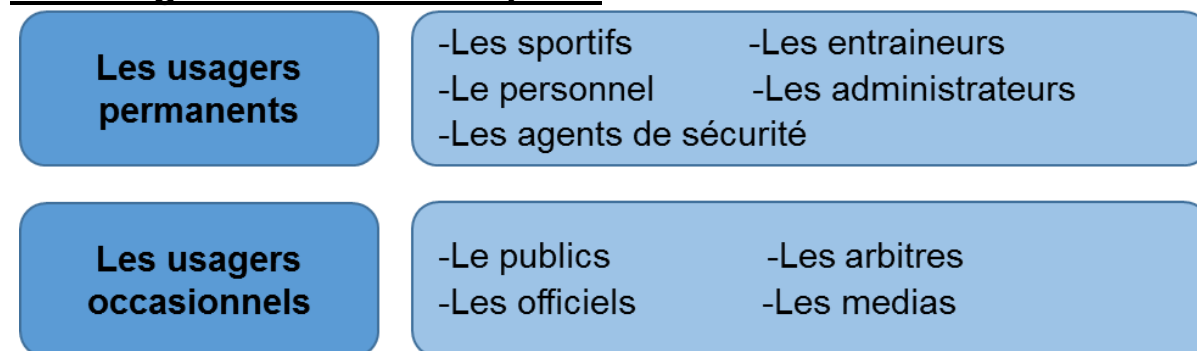 Les usagers
permanents
-Les sportifs -Les entraineurs
-Le personnel -Les administrateurs
-Les agents de sécurité
Les usagers
occasionnels
-Le publics -Les arbitres
-Les officiels -Les medias